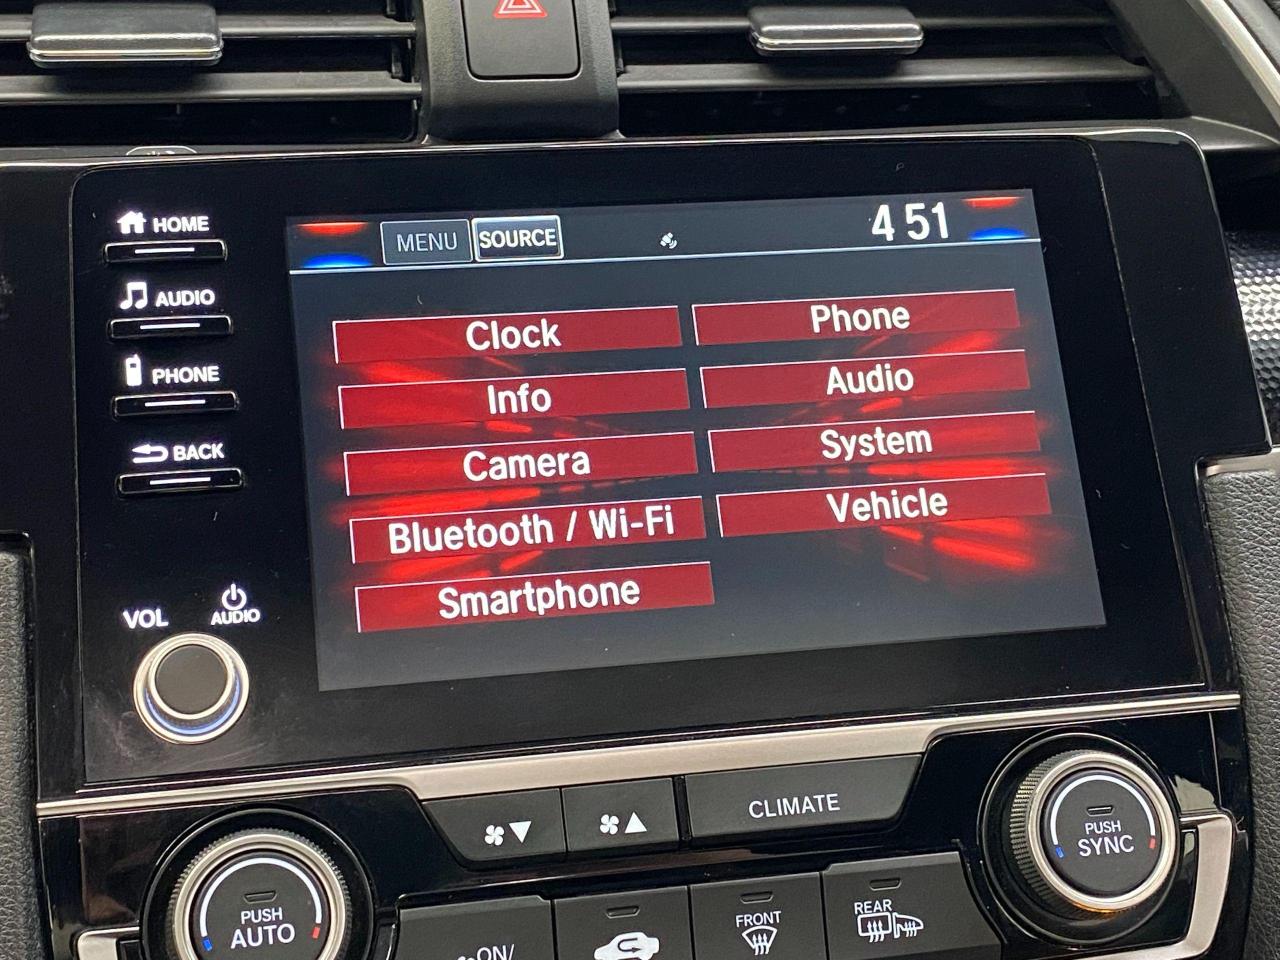 HOME
MENU SOURCE 4 51
AUDIO
PHONE
BACK
Clock Phone
Info Audio
Camera System
Bluetooth / Wi-Fi Vehicle
Smartphone
VOL AUDIO
CLIMATE
PUSH
SYNC
PUSH
AUTO
ON/
FRONT
REAR